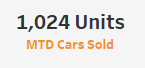 1,024 Units
MTD Cars Sold